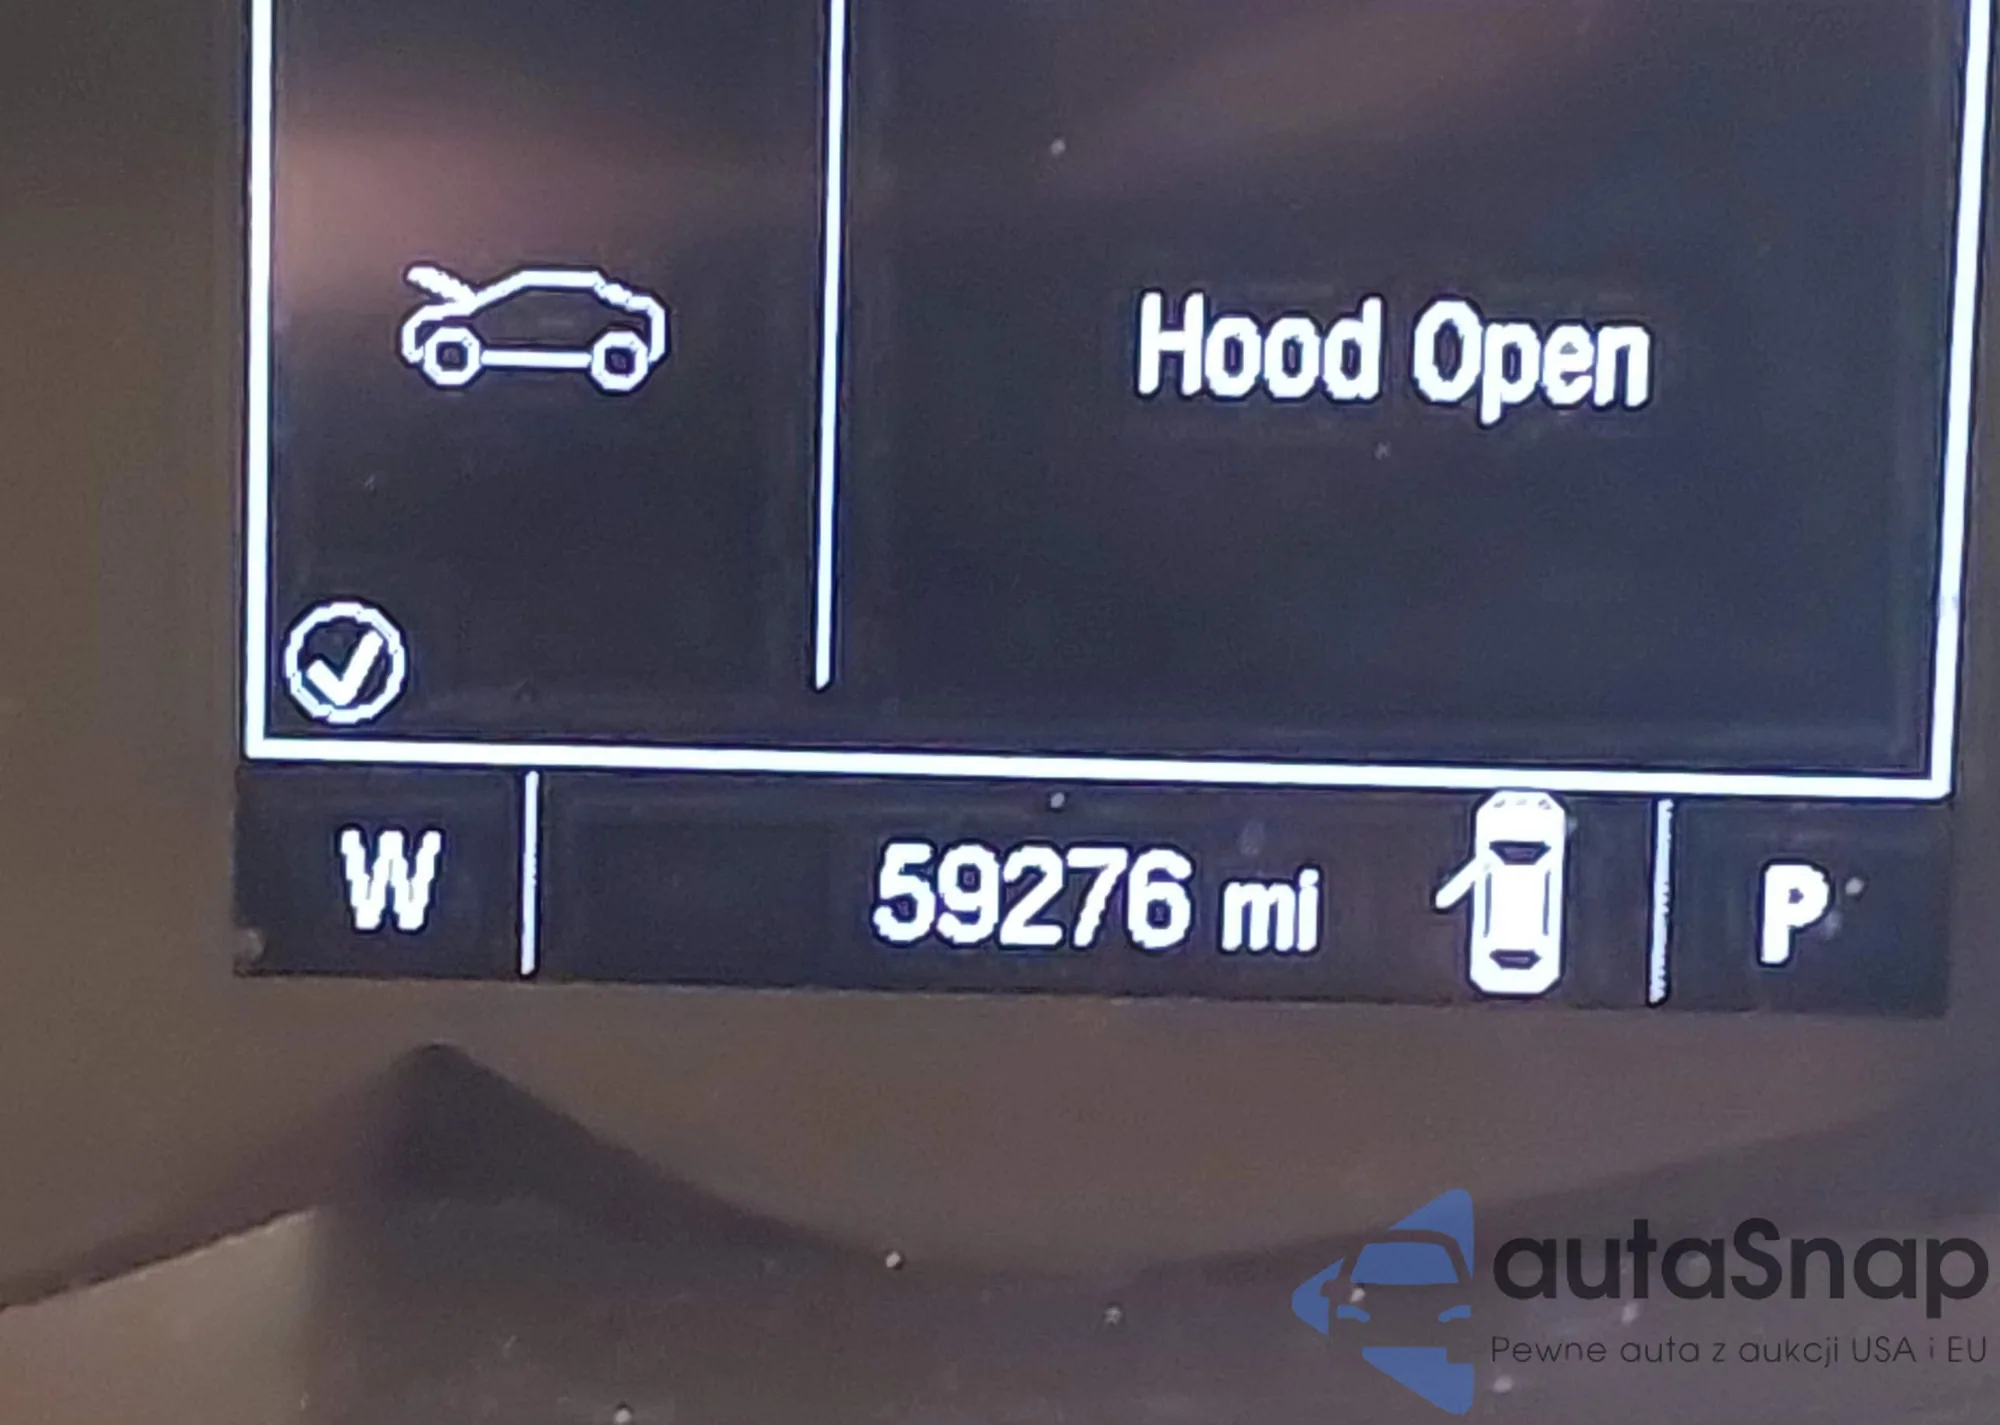 Hood Open
W 59276 mi P
autaSnap
Pewne auta z aukcji USA i EU